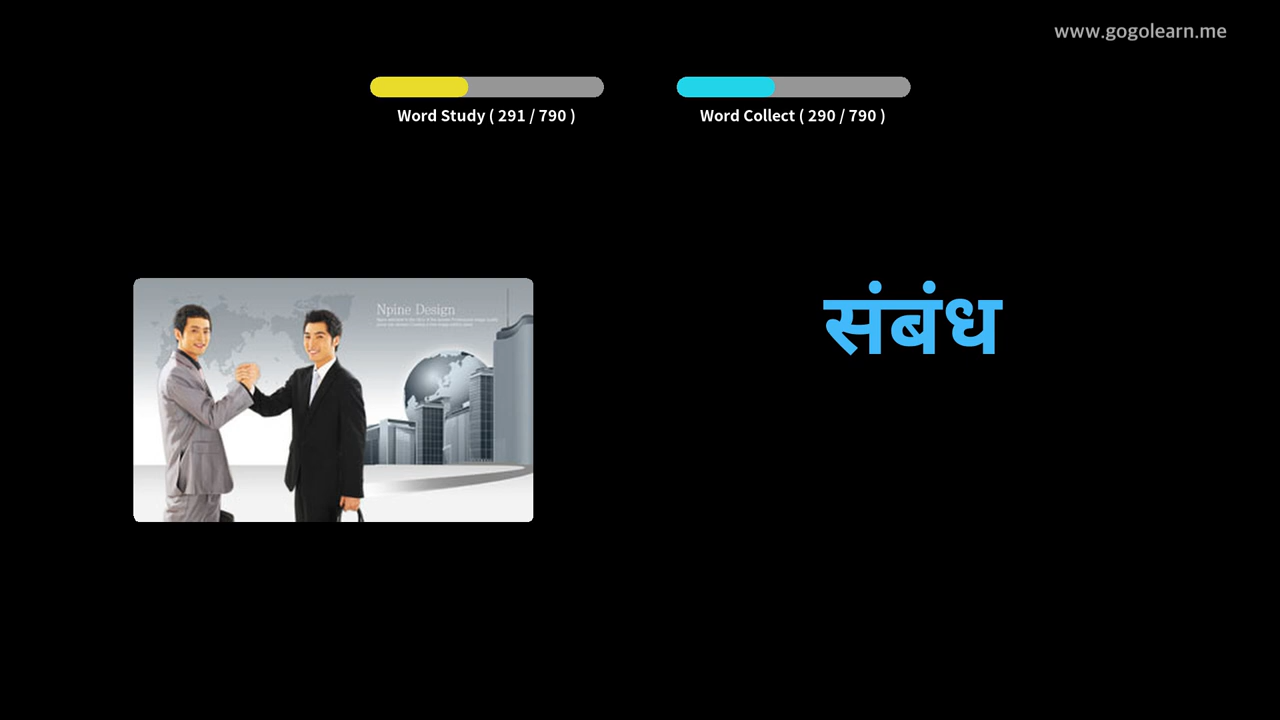 www.gogolearn.me
Word Study ( 291 / 790 )
Word Collect ( 290 / 790 )
Npine Design
संबंध